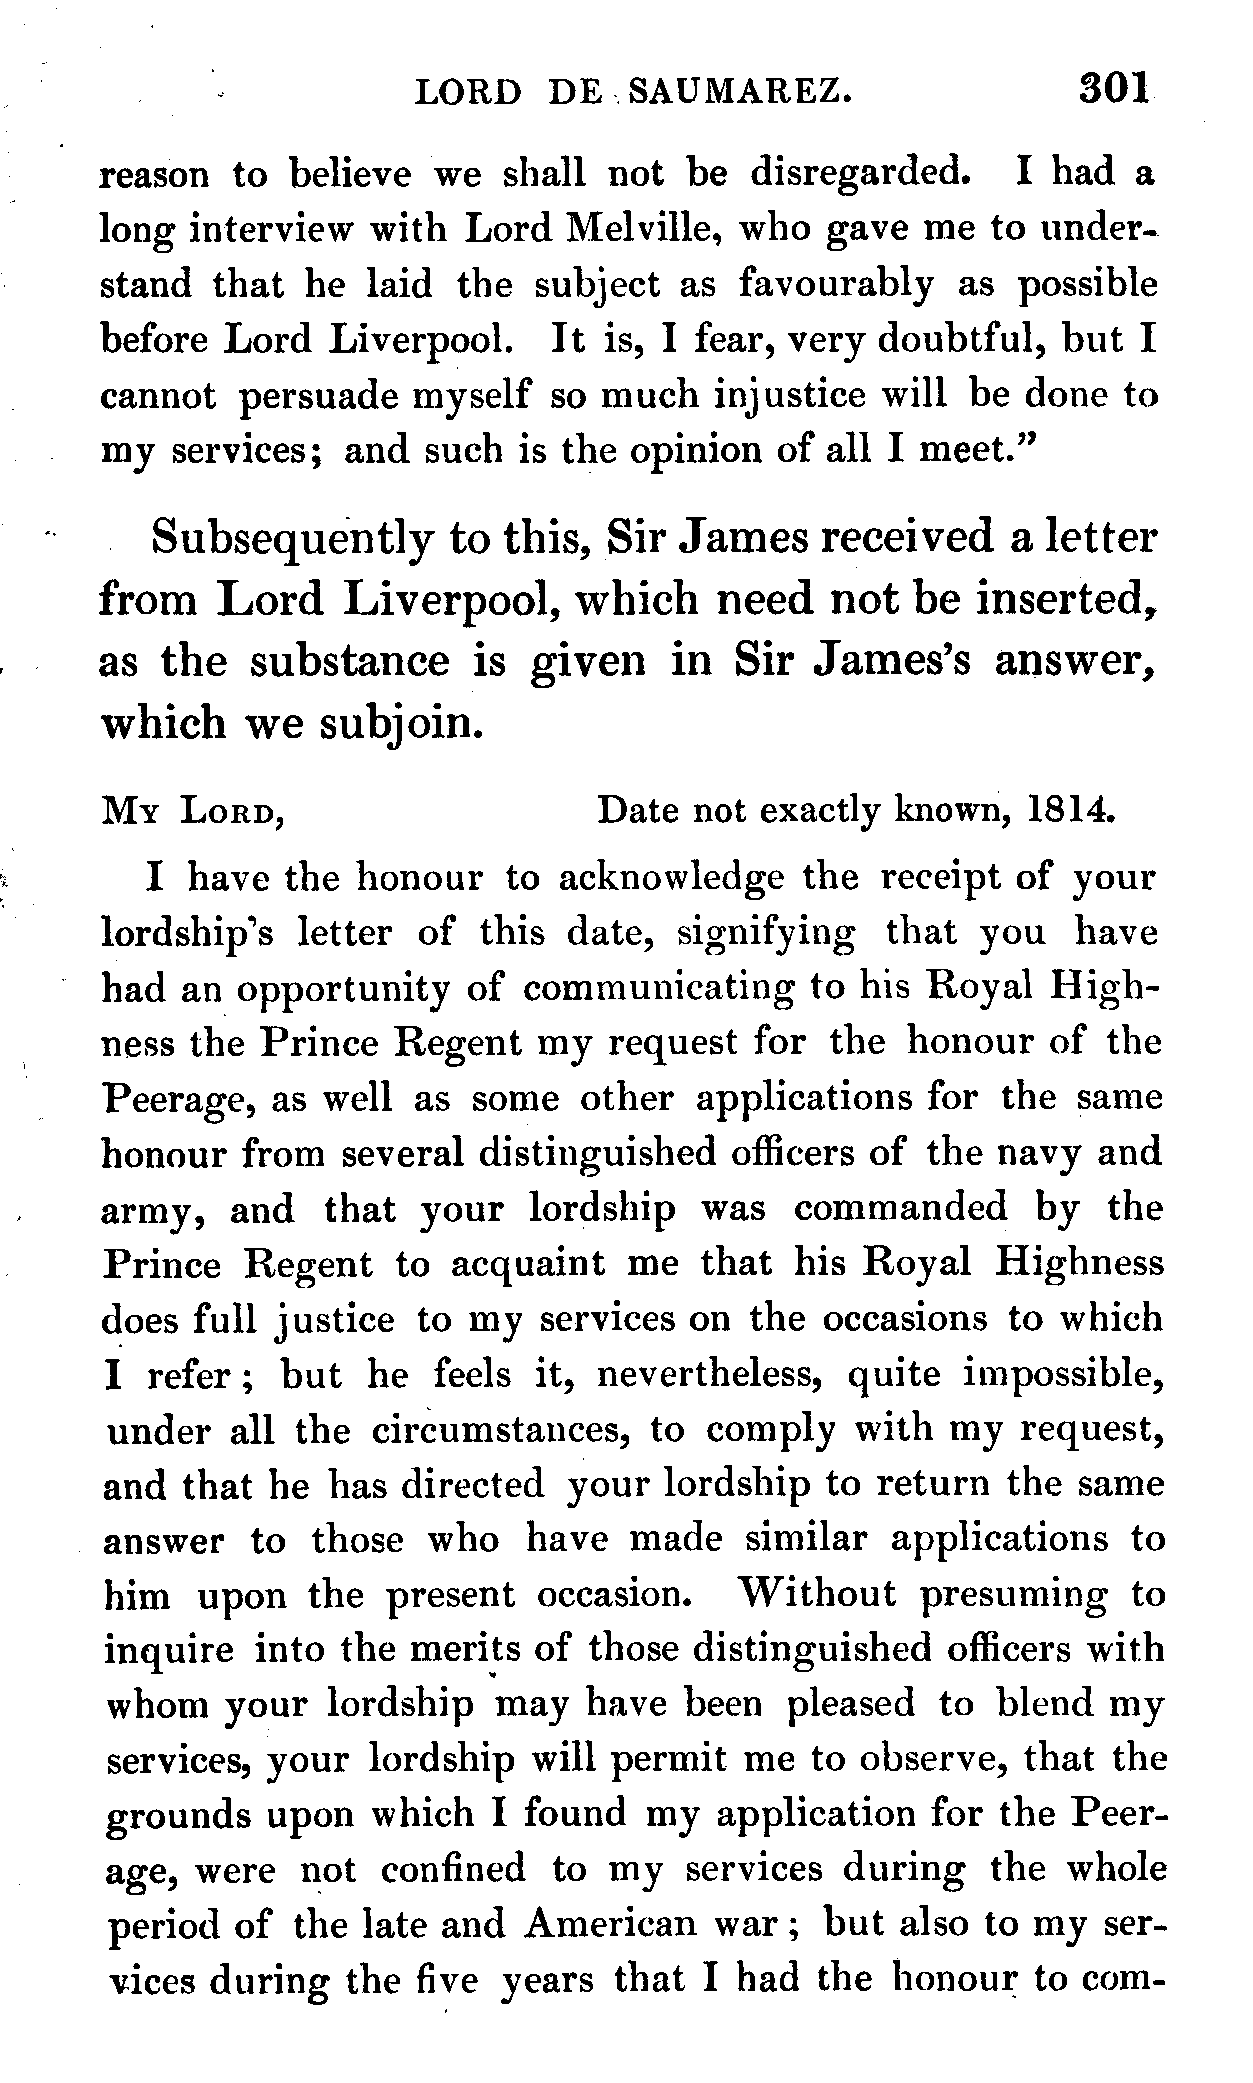 LORD DE SAUMAREZ. 301
reason to believe we shall not be disregarded. I had a
long interview with Lord Melville, who gave me to under-
stand that he laid the subject as favourably as possible
before Lord Liverpool. It is, I fear, very doubtful, but I
cannot persuade myself so much injustice will be done to
my services; and such is the opinion of all I meet."
Subsequently to this, Sir James received a letter
from Lord Liverpool, which need not be inserted,
as the substance is given in Sir James's answer,
which we subjoin.
My Lord, Date not exactly known, 1814.
I have the honour to acknowledge the receipt of your
lordship's letter of this date, signifying that you have
had an opportunity of communicating to his Royal High-
ness the Prince Regent my request for the honour of the
Peerage, as well as some other applications for the same
honour from several distinguished officers of the navy and
army, and that your lordship was commanded by the
Prince Regent to acquaint me that his Royal Highness
does full justice to my services on the occasions to which
I refer; but he feels it, nevertheless, quite impossible,
under all the circumstances, to comply with my request,
and that he has directed your lordship to return the same
answer to those who have made similar applications to
him upon the present occasion. Without presuming to
inquire into the merits of those distinguished officers with
whom your lordship may have been pleased to blend my
services, your lordship will permit me to observe, that the
grounds upon which I found my application for the Peer-
age, were not confined to my services during the whole
period of the late and American war; but also to my ser-
vices during the five years that I had the honour to com-